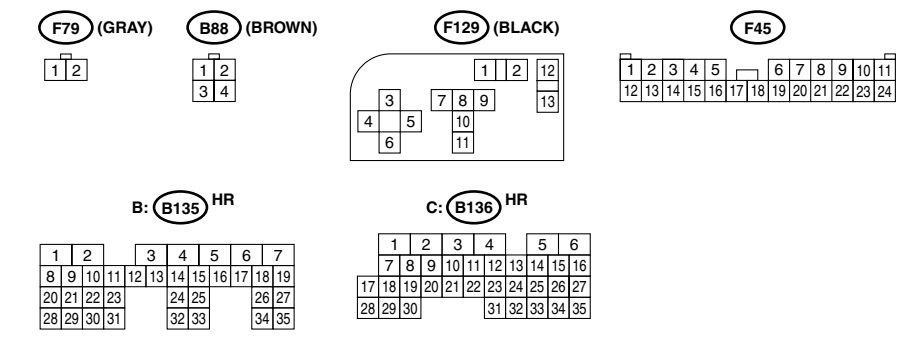 F79 (GRAY)
B88 (BROWN)
F129 (BLACK)
F45
1 2
1 2
3 4
1 2 12
3 7 8 9 13
4 5 10
6 11
1 2 3 4 5 6 7 8 9 10 11
12 13 14 15 16 17 18 19 20 21 22 23 24
B: B135 HR
C: B136 HR
1 2 3 4 5 6 7
8 9 10 11 12 13 14 15 16 17 18 19
20 21 22 23 24 25 26 27
28 29 30 31 32 33 34 35
1 2 3 4 5 6
7 8 9 10 11 12 13 14 15 16
17 18 19 20 21 22 23 24 25 26 27
28 29 30 31 32 33 34 35